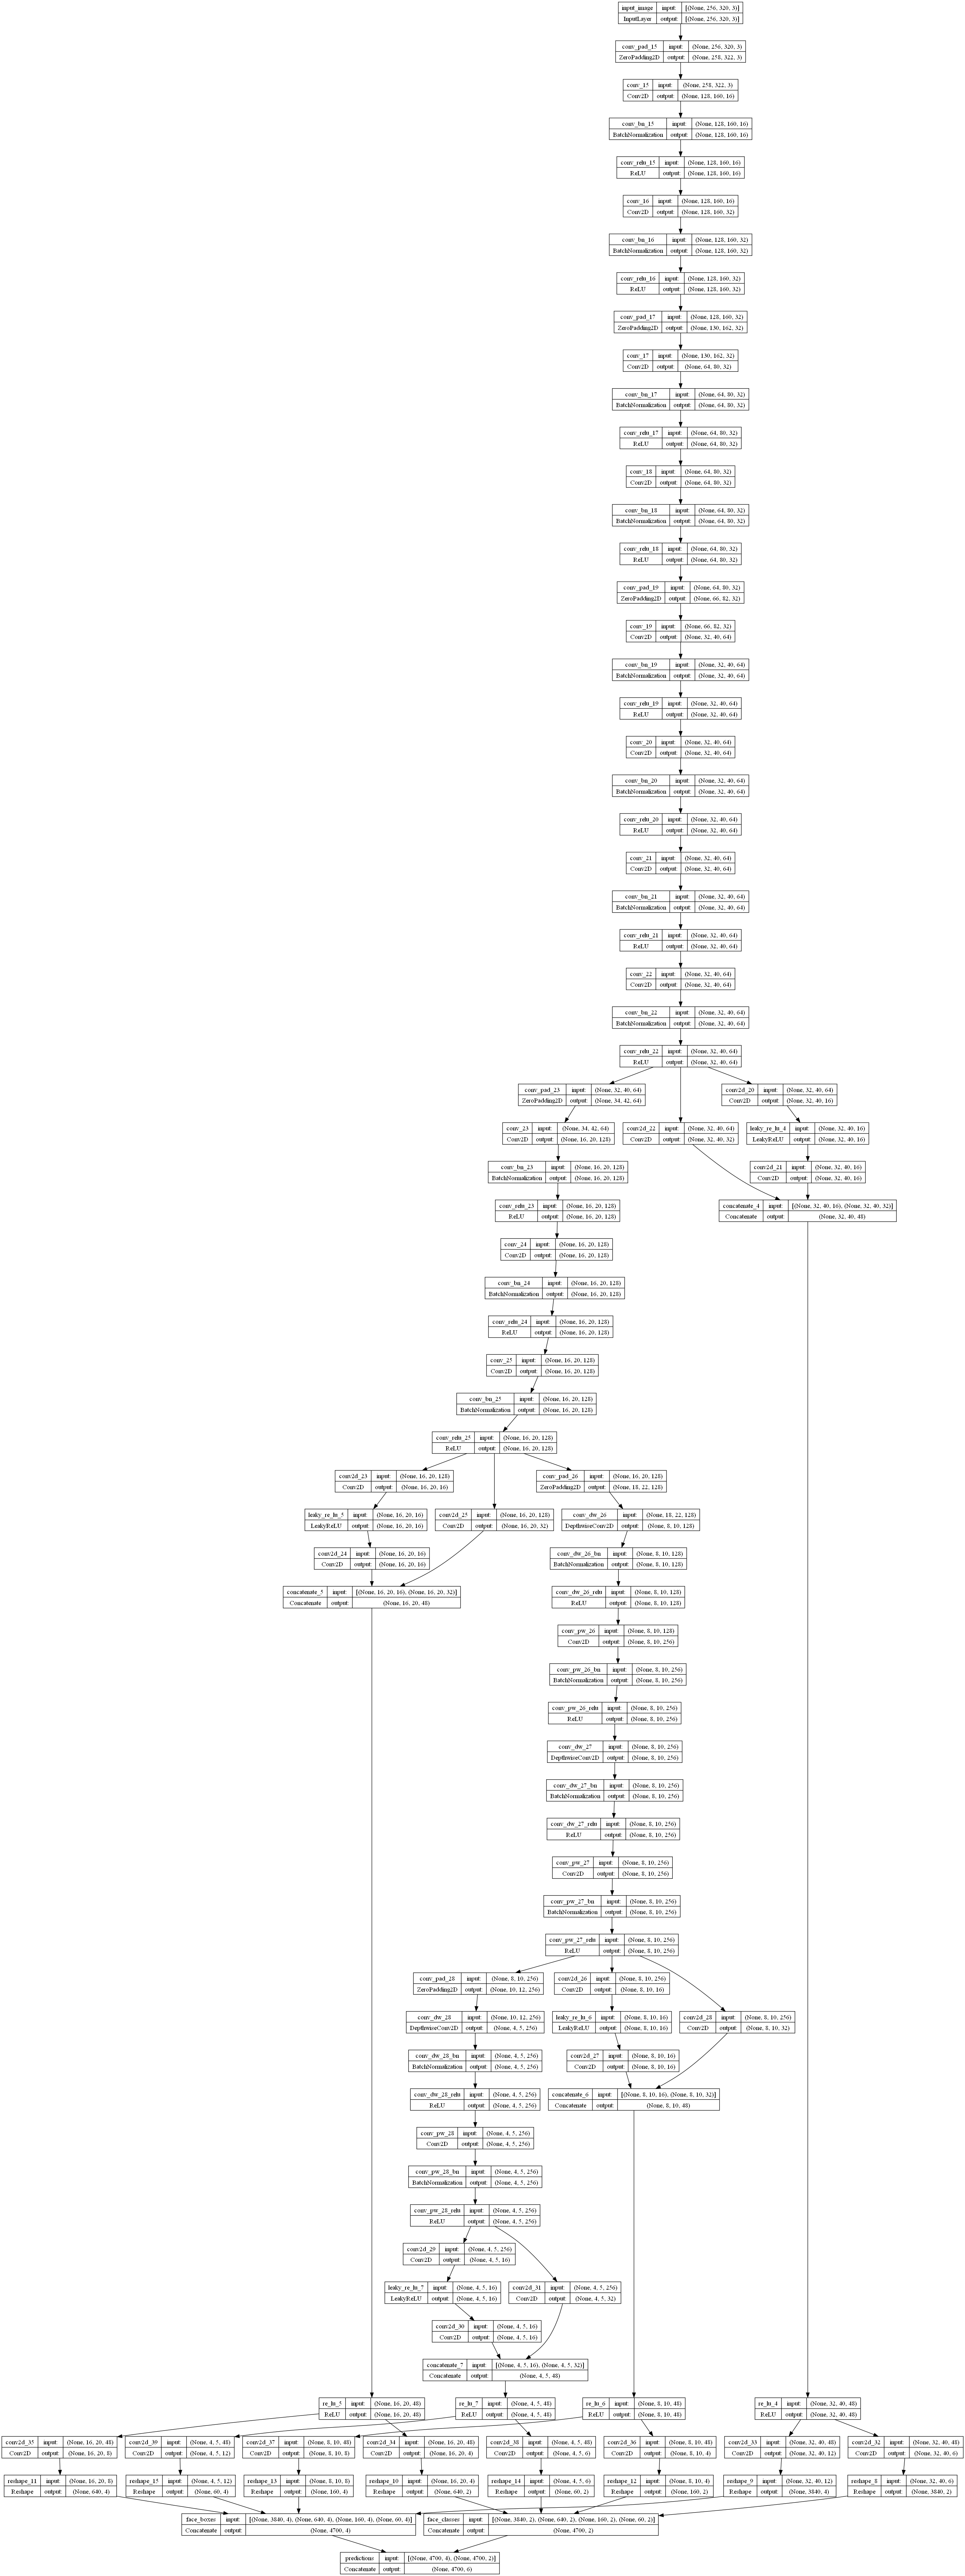 input_image input: [(None, 256, 320, 3)]
InputLayer output: [(None, 256, 320, 3)]
conv_pad_15 input: (None, 256, 320, 3)
ZeroPadding2D output: (None, 258, 322, 3)
conv_15 input: (None, 258, 322, 3)
Conv2D output: (None, 128, 160, 16)
conv_bn_15 input: (None, 128, 160, 16)
BatchNormalization output: (None, 128, 160, 16)
conv_relu_15 input: (None, 128, 160, 16)
ReLU output: (None, 128, 160, 16)
conv_16 input: (None, 128, 160, 16)
Conv2D output: (None, 128, 160, 32)
conv_bn_16 input: (None, 128, 160, 32)
BatchNormalization output: (None, 128, 160, 32)
conv_relu_16 input: (None, 128, 160, 32)
ReLU output: (None, 128, 160, 32)
conv_pad_17 input: (None, 128, 160, 32)
ZeroPadding2D output: (None, 130, 162, 32)
conv_17 input: (None, 130, 162, 32)
Conv2D output: (None, 64, 80, 32)
conv_bn_17 input: (None, 64, 80, 32)
BatchNormalization output: (None, 64, 80, 32)
conv_relu_17 input: (None, 64, 80, 32)
ReLU output: (None, 64, 80, 32)
conv_18 input: (None, 64, 80, 32)
Conv2D output: (None, 64, 80, 32)
conv_bn_18 input: (None, 64, 80, 32)
BatchNormalization output: (None, 64, 80, 32)
conv_relu_18 input: (None, 64, 80, 32)
ReLU output: (None, 64, 80, 32)
conv_pad_19 input: (None, 64, 80, 32)
ZeroPadding2D output: (None, 66, 82, 32)
conv_19 input: (None, 66, 82, 32)
Conv2D output: (None, 32, 40, 64)
conv_bn_19 input: (None, 32, 40, 64)
BatchNormalization output: (None, 32, 40, 64)
conv_relu_19 input: (None, 32, 40, 64)
ReLU output: (None, 32, 40, 64)
conv_20 input: (None, 32, 40, 64)
Conv2D output: (None, 32, 40, 64)
conv_bn_20 input: (None, 32, 40, 64)
BatchNormalization output: (None, 32, 40, 64)
conv_relu_20 input: (None, 32, 40, 64)
ReLU output: (None, 32, 40, 64)
conv_21 input: (None, 32, 40, 64)
Conv2D output: (None, 32, 40, 64)
conv_bn_21 input: (None, 32, 40, 64)
BatchNormalization output: (None, 32, 40, 64)
conv_relu_21 input: (None, 32, 40, 64)
ReLU output: (None, 32, 40, 64)
conv_22 input: (None, 32, 40, 64)
Conv2D output: (None, 32, 40, 64)
conv_bn_22 input: (None, 32, 40, 64)
BatchNormalization output: (None, 32, 40, 64)
conv_relu_22 input: (None, 32, 40, 64)
ReLU output: (None, 32, 40, 64)
conv_pad_23 input: (None, 32, 40, 64)
ZeroPadding2D output: (None, 34, 42, 64)
conv2d_20 input: (None, 32, 40, 64)
Conv2D output: (None, 32, 40, 16)
conv_23 input: (None, 34, 42, 64)
Conv2D output: (None, 16, 20, 128)
conv2d_22 input: (None, 32, 40, 64)
Conv2D output: (None, 32, 40, 32)
leaky_re_lu_4 input: (None, 32, 40, 16)
LeakyReLU output: (None, 32, 40, 16)
conv_bn_23 input: (None, 16, 20, 128)
BatchNormalization output: (None, 16, 20, 128)
conv2d_21 input: (None, 32, 40, 16)
Conv2D output: (None, 32, 40, 16)
conv_relu_23 input: (None, 16, 20, 128)
ReLU output: (None, 16, 20, 128)
concatenate_4 input: [(None, 32, 40, 16), (None, 32, 40, 32)]
Concatenate output: (None, 32, 40, 48)
conv_24 input: (None, 16, 20, 128)
Conv2D output: (None, 16, 20, 128)
conv_bn_24 input: (None, 16, 20, 128)
BatchNormalization output: (None, 16, 20, 128)
conv_relu_24 input: (None, 16, 20, 128)
ReLU output: (None, 16, 20, 128)
conv_25 input: (None, 16, 20, 128)
Conv2D output: (None, 16, 20, 128)
conv_bn_25 input: (None, 16, 20, 128)
BatchNormalization output: (None, 16, 20, 128)
conv_relu_25 input: (None, 16, 20, 128)
ReLU output: (None, 16, 20, 128)
conv2d_23 input: (None, 16, 20, 128)
Conv2D output: (None, 16, 20, 16)
conv_pad_26 input: (None, 16, 20, 128)
ZeroPadding2D output: (None, 18, 22, 128)
leaky_re_lu_5 input: (None, 16, 20, 16)
LeakyReLU output: (None, 16, 20, 16)
conv2d_25 input: (None, 16, 20, 128)
Conv2D output: (None, 16, 20, 32)
conv_dw_26 input: (None, 18, 22, 128)
DepthwiseConv2D output: (None, 8, 10, 128)
conv2d_24 input: (None, 16, 20, 16)
Conv2D output: (None, 16, 20, 16)
conv_dw_26_bn input: (None, 8, 10, 128)
BatchNormalization output: (None, 8, 10, 128)
concatenate_5 input: [(None, 16, 20, 16), (None, 16, 20, 32)]
Concatenate output: (None, 16, 20, 48)
conv_dw_26_relu input: (None, 8, 10, 128)
ReLU output: (None, 8, 10, 128)
conv_pw_26 input: (None, 8, 10, 128)
Conv2D output: (None, 8, 10, 256)
conv_pw_26_bn input: (None, 8, 10, 256)
BatchNormalization output: (None, 8, 10, 256)
conv_pw_26_relu input: (None, 8, 10, 256)
ReLU output: (None, 8, 10, 256)
conv_dw_27 input: (None, 8, 10, 256)
DepthwiseConv2D output: (None, 8, 10, 256)
conv_dw_27_bn input: (None, 8, 10, 256)
BatchNormalization output: (None, 8, 10, 256)
conv_dw_27_relu input: (None, 8, 10, 256)
ReLU output: (None, 8, 10, 256)
conv_pw_27 input: (None, 8, 10, 256)
Conv2D output: (None, 8, 10, 256)
conv_pw_27_bn input: (None, 8, 10, 256)
BatchNormalization output: (None, 8, 10, 256)
conv_pw_27_relu input: (None, 8, 10, 256)
ReLU output: (None, 8, 10, 256)
conv_pad_28 input: (None, 8, 10, 256)
ZeroPadding2D output: (None, 10, 12, 256)
conv2d_26 input: (None, 8, 10, 256)
Conv2D output: (None, 8, 10, 16)
conv_dw_28 input: (None, 10, 12, 256)
DepthwiseConv2D output: (None, 4, 5, 256)
leaky_re_lu_6 input: (None, 8, 10, 16)
LeakyReLU output: (None, 8, 10, 16)
conv2d_28 input: (None, 8, 10, 256)
Conv2D output: (None, 8, 10, 32)
conv_dw_28_bn input: (None, 4, 5, 256)
BatchNormalization output: (None, 4, 5, 256)
conv2d_27 input: (None, 8, 10, 16)
Conv2D output: (None, 8, 10, 16)
conv_dw_28_relu input: (None, 4, 5, 256)
ReLU output: (None, 4, 5, 256)
concatenate_6 input: [(None, 8, 10, 16), (None, 8, 10, 32)]
Concatenate output: (None, 8, 10, 48)
conv_pw_28 input: (None, 4, 5, 256)
Conv2D output: (None, 4, 5, 256)
conv_pw_28_bn input: (None, 4, 5, 256)
BatchNormalization output: (None, 4, 5, 256)
conv_pw_28_relu input: (None, 4, 5, 256)
ReLU output: (None, 4, 5, 256)
conv2d_29 input: (None, 4, 5, 256)
Conv2D output: (None, 4, 5, 16)
leaky_re_lu_7 input: (None, 4, 5, 16)
LeakyReLU output: (None, 4, 5, 16)
conv2d_31 input: (None, 4, 5, 256)
Conv2D output: (None, 4, 5, 32)
conv2d_30 input: (None, 4, 5, 16)
Conv2D output: (None, 4, 5, 16)
concatenate_7 input: [(None, 4, 5, 16), (None, 4, 5, 32)]
Concatenate output: (None, 4, 5, 48)
re_lu_5 input: (None, 16, 20, 48)
ReLU output: (None, 16, 20, 48)
re_lu_7 input: (None, 4, 5, 48)
ReLU output: (None, 4, 5, 48)
re_lu_6 input: (None, 8, 10, 48)
ReLU output: (None, 8, 10, 48)
re_lu_4 input: (None, 32, 40, 48)
ReLU output: (None, 32, 40, 48)
conv2d_35 input: (None, 16, 20, 48)
Conv2D output: (None, 16, 20, 8)
conv2d_39 input: (None, 4, 5, 48)
Conv2D output: (None, 4, 5, 12)
conv2d_37 input: (None, 8, 10, 48)
Conv2D output: (None, 8, 10, 8)
conv2d_34 input: (None, 16, 20, 48)
Conv2D output: (None, 16, 20, 4)
conv2d_38 input: (None, 4, 5, 48)
Conv2D output: (None, 4, 5, 6)
conv2d_36 input: (None, 8, 10, 48)
Conv2D output: (None, 8, 10, 4)
conv2d_33 input: (None, 32, 40, 48)
Conv2D output: (None, 32, 40, 12)
conv2d_32 input: (None, 32, 40, 48)
Conv2D output: (None, 32, 40, 6)
reshape_11 input: (None, 16, 20, 8)
Reshape output: (None, 640, 4)
reshape_15 input: (None, 4, 5, 12)
Reshape output: (None, 60, 4)
reshape_13 input: (None, 8, 10, 8)
Reshape output: (None, 160, 4)
reshape_10 input: (None, 16, 20, 4)
Reshape output: (None, 640, 2)
reshape_14 input: (None, 4, 5, 6)
Reshape output: (None, 60, 2)
reshape_12 input: (None, 8, 10, 4)
Reshape output: (None, 160, 2)
reshape_9 input: (None, 32, 40, 12)
Reshape output: (None, 3840, 4)
reshape_8 input: (None, 32, 40, 6)
Reshape output: (None, 3840, 2)
face_boxes input: [(None, 3840, 4), (None, 640, 4), (None, 160, 4), (None, 60, 4)]
Concatenate output: (None, 4700, 4)
face_classes input: [(None, 3840, 2), (None, 640, 2), (None, 160, 2), (None, 60, 2)]
Concatenate output: (None, 4700, 2)
predictions input: [(None, 4700, 4), (None, 4700, 2)]
Concatenate output: (None, 4700, 6)